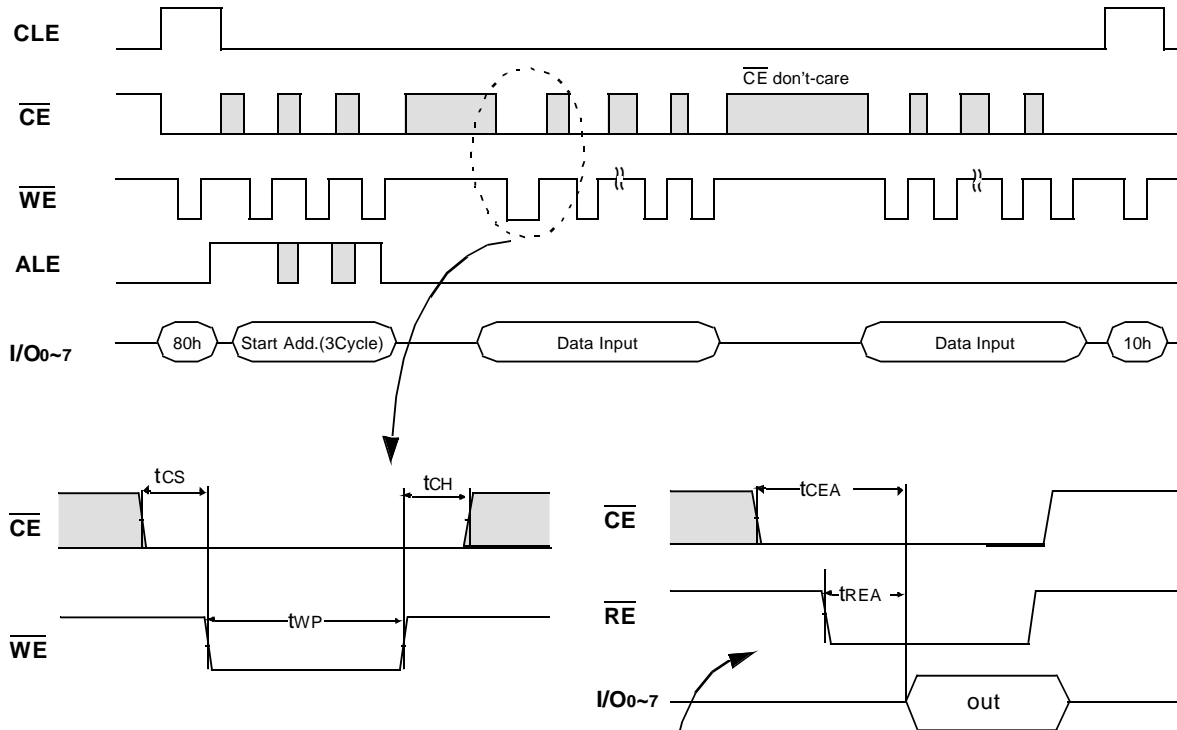 CLE
CE don't-care
CE
WE
ALE
I/O0~7 80h Start Add.(3Cycle) Data Input Data Input 10h
tCS tCH
CE
tWP
WE
tCEA
CE
tREA
RE
I/O0~7 out